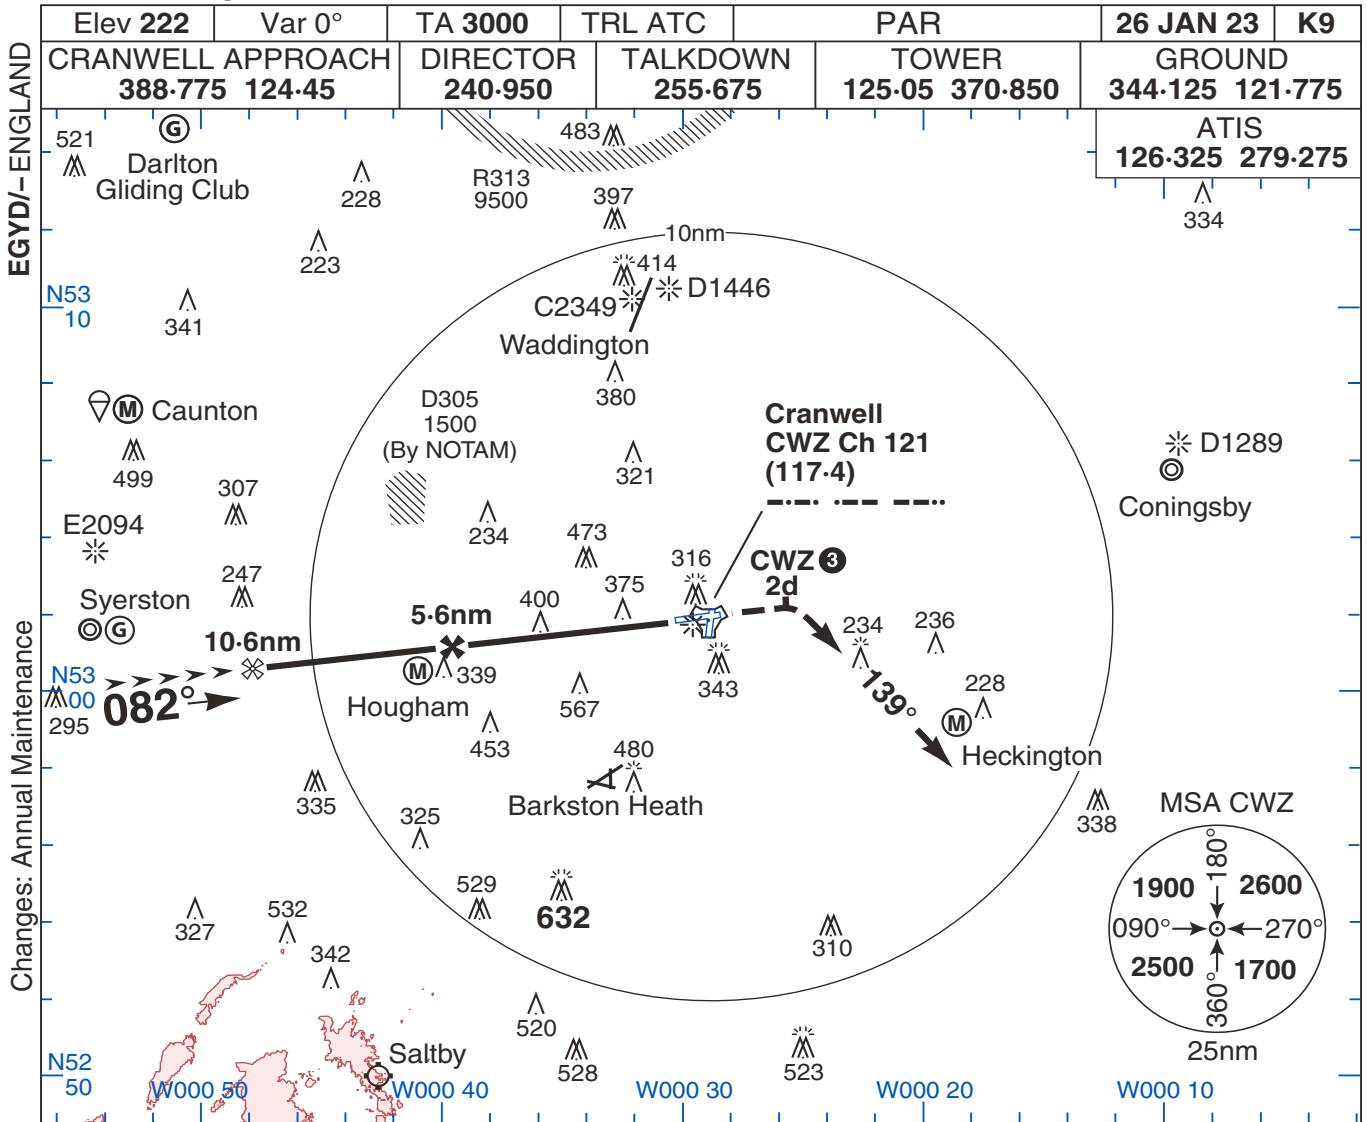 Elev 222
Var 0°
TA 3000
TRL ATC
PAR
26 JAN 23
K9
CRANWELL APPROACH
388·775 124·45
DIRECTOR
240·950
TALKDOWN
255·675
TOWER
125·05 370·850
GROUND
344·125 121·775
ATIS
126·325 279·275
EGYD/– ENGLAND
Changes: Annual Maintenance
521
G
Darlton
Gliding Club
228
223
483
R313
9500
397
334
10nm
414
D1446
C2349
Waddington
N53
10
341
380
M Caunton
499
D305
1500
(By NOTAM)
321
Cranwell
CWZ Ch 121
(117·4)
D1289
Coningsby
307
234
E2094
473
316
CWZ 3
2d
247
375
400
Syerston
G
5·6nm
10·6nm
234
236
N53
00
082°
295
M
339
Hougham
567
343
139°
228
M
Heckington
453
480
Barkston Heath
335
325
338
MSA CWZ
180°
1900
2600
090°
270°
2500
1700
360°
25nm
529
632
327
532
342
310
520
528
523
Saltby
N52
50
W000 50
W000 40
W000 30
W000 20
W000 10